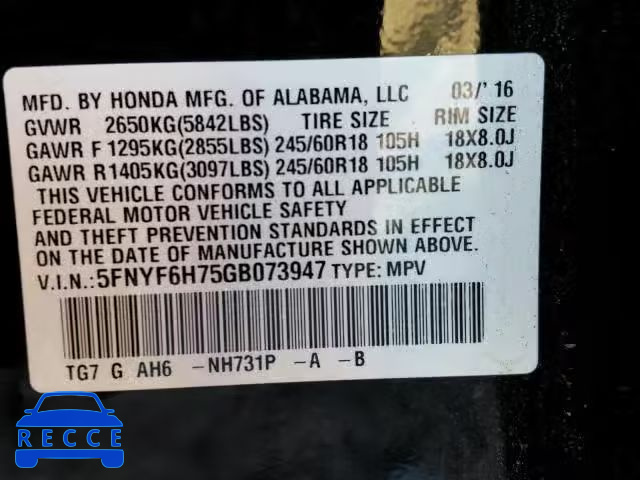 MFD. BY HONDA MFG. OF ALABAMA, LLC 03/'16
GVWR 2650KG(5842LBS) TIRE SIZE RIM SIZE
GAWR F1295KG(2855LBS) 245/60R18 105H 18X8.0J
GAWR R1405KG(3097LBS) 245/60R18 105H 18X8.0J
THIS VEHICLE CONFORMS TO ALL APPLICABLE
FEDERAL MOTOR VEHICLE SAFETY
AND THEFT PREVENTION STANDARDS IN EFFECT
ON THE DATE OF MANUFACTURE SHOWN ABOVE.
V.I.N.:5FNYF6H75GB073947 TYPE: MPV
TG7 G AH6 -NH731P -A -B
RECCE